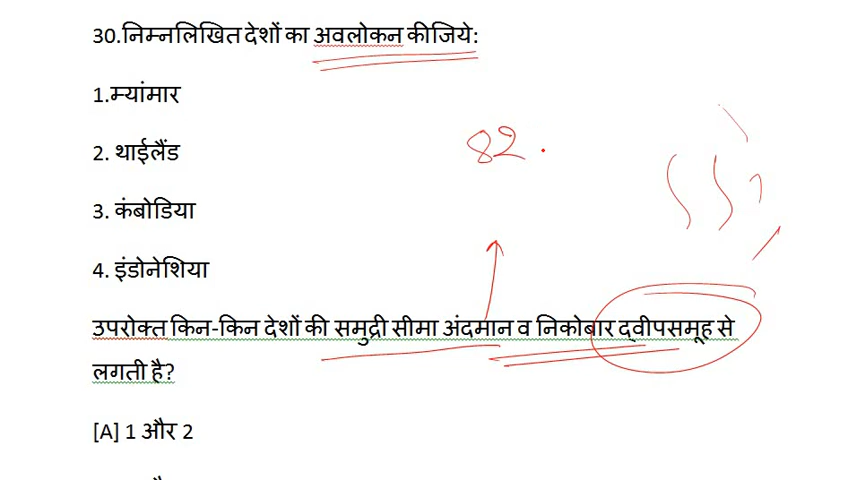 30.निम्नलिखित देशों का अवलोकन कीजिये:
1.म्यांमार
82
2. थाईलैंड
3. कंबोडिया
4. इंडोनेशिया
उपरोक्त किन-किन देशों की समुद्री सीमा अंदमान व निकोबार द्वीपसमूह से
लगती है?
[A] 1 और 2